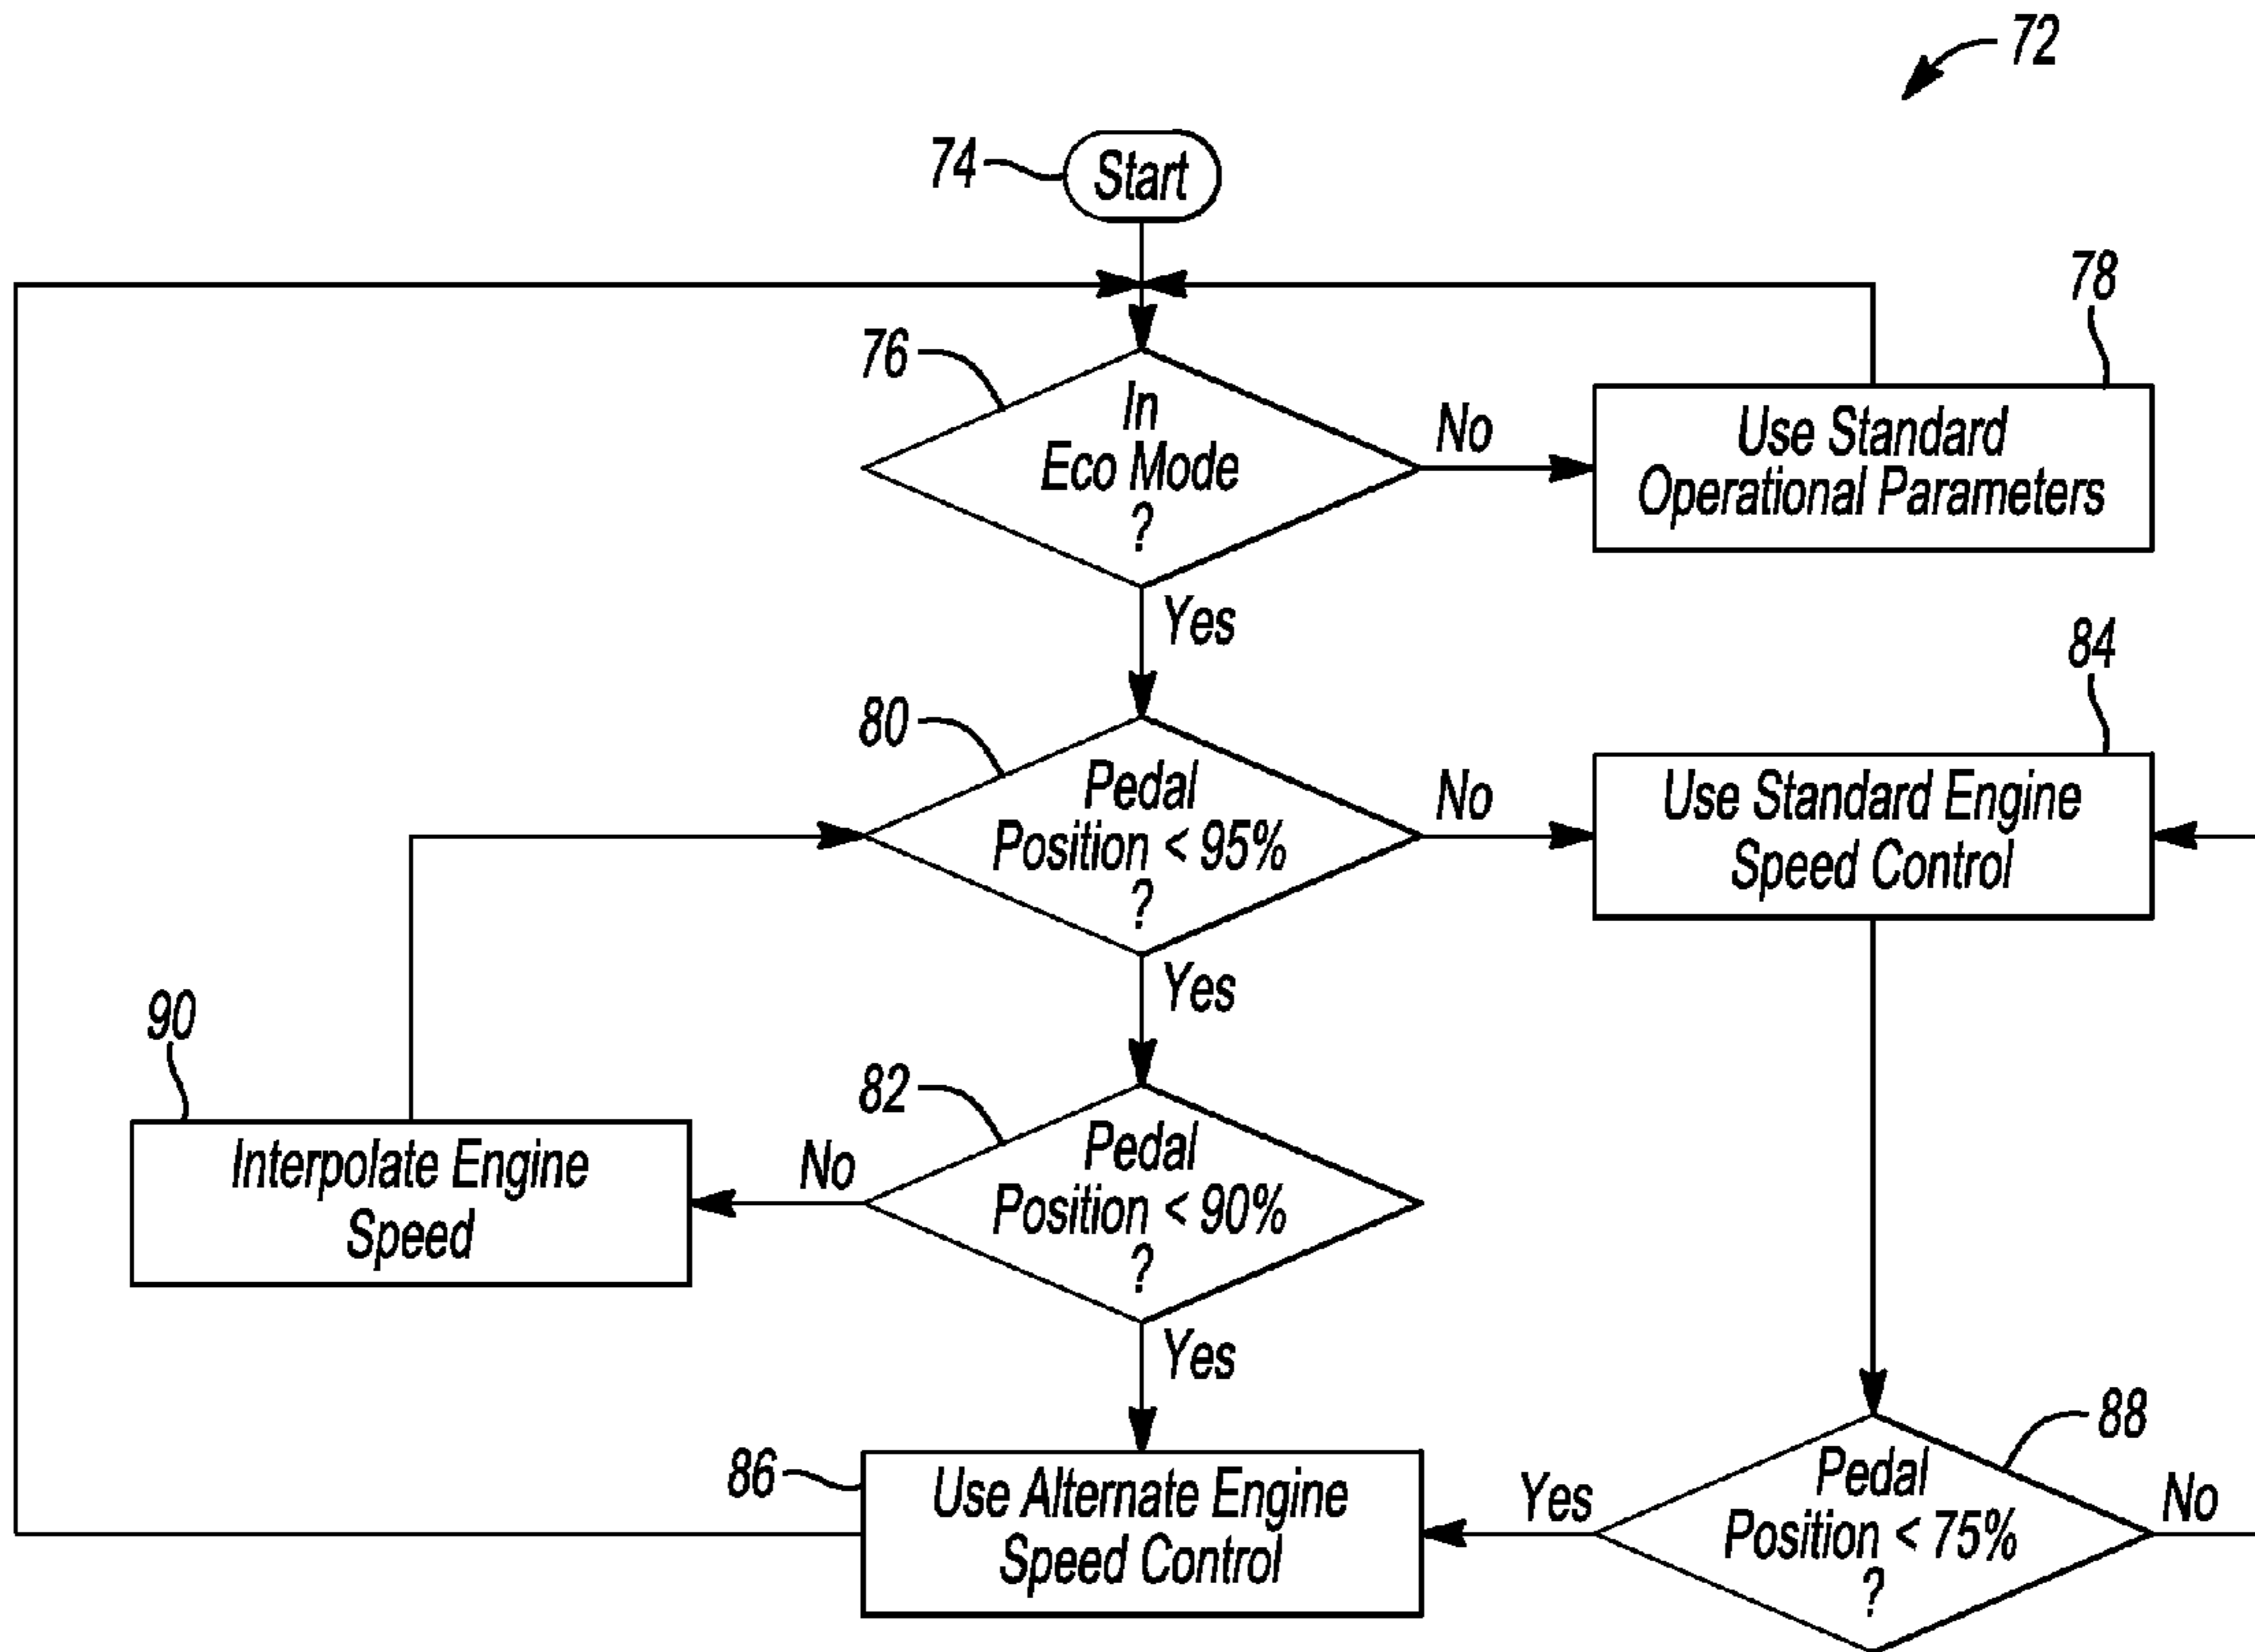 72
74
Start
78
76
In
Eco Mode
?
No
Use Standard
Operational Parameters
Yes
84
80
Pedal
Position < 95%
?
No
Use Standard Engine
Speed Control
Yes
90
82
Pedal
Position < 90%
?
No
Interpolate Engine
Speed
Yes
88
86
Use Alternate Engine
Speed Control
Yes
Pedal
Position < 75%
?
No